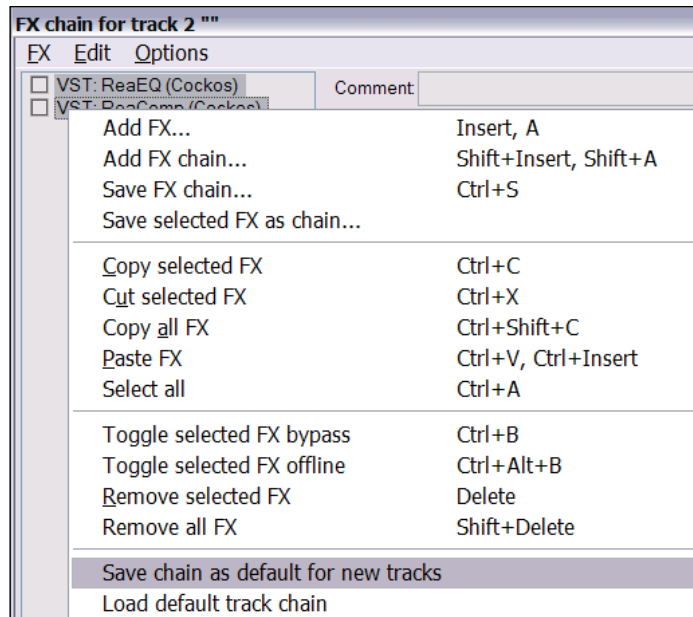 FX chain for track 2 ""
FX Edit Options
VST: ReaEQ (Cockos)
Comment
VST: ReaComp (Cockos)
Add FX... Insert, A
Add FX chain... Shift+Insert, Shift+A
Save FX chain... Ctrl+S
Save selected FX as chain...
Copy selected FX Ctrl+C
Cut selected FX Ctrl+X
Copy all FX Ctrl+Shift+C
Paste FX Ctrl+V, Ctrl+Insert
Select all Ctrl+A
Toggle selected FX bypass Ctrl+B
Toggle selected FX offline Ctrl+Alt+B
Remove selected FX Delete
Remove all FX Shift+Delete
Save chain as default for new tracks
Load default track chain